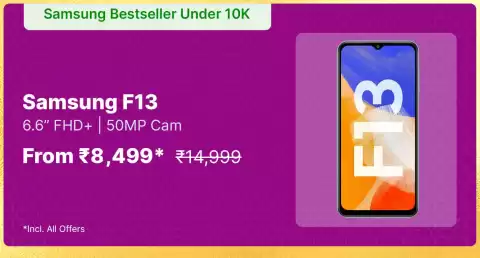 Samsung Bestseller Under 10K
Samsung F13
6.6” FHD+ | 50MP Cam
From ₹8,499* ₹14,999
*Incl. All Offers
F13